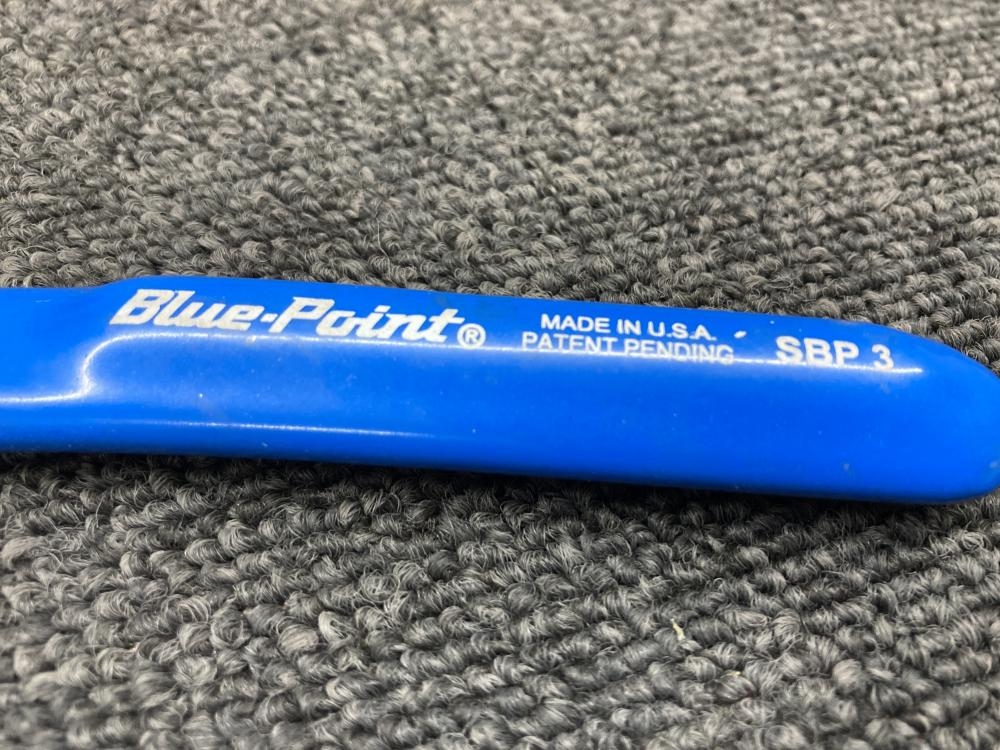 Blue-Point® MADE IN U.S.A. SBP 3
PATENT PENDING